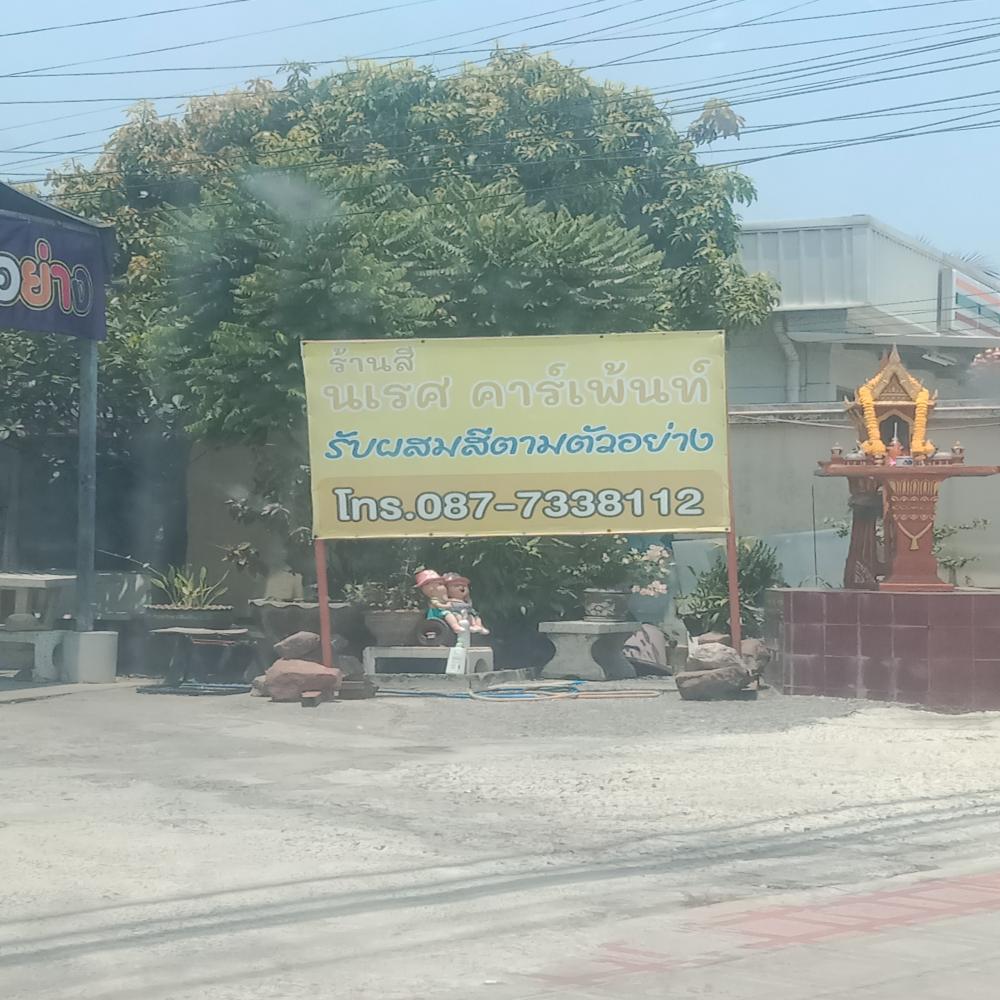 อย่าง
ร้านสี
นเรศ คาร์เพ้นท์
รับผสมสีตามตัวอย่าง
โทร.087-7338112